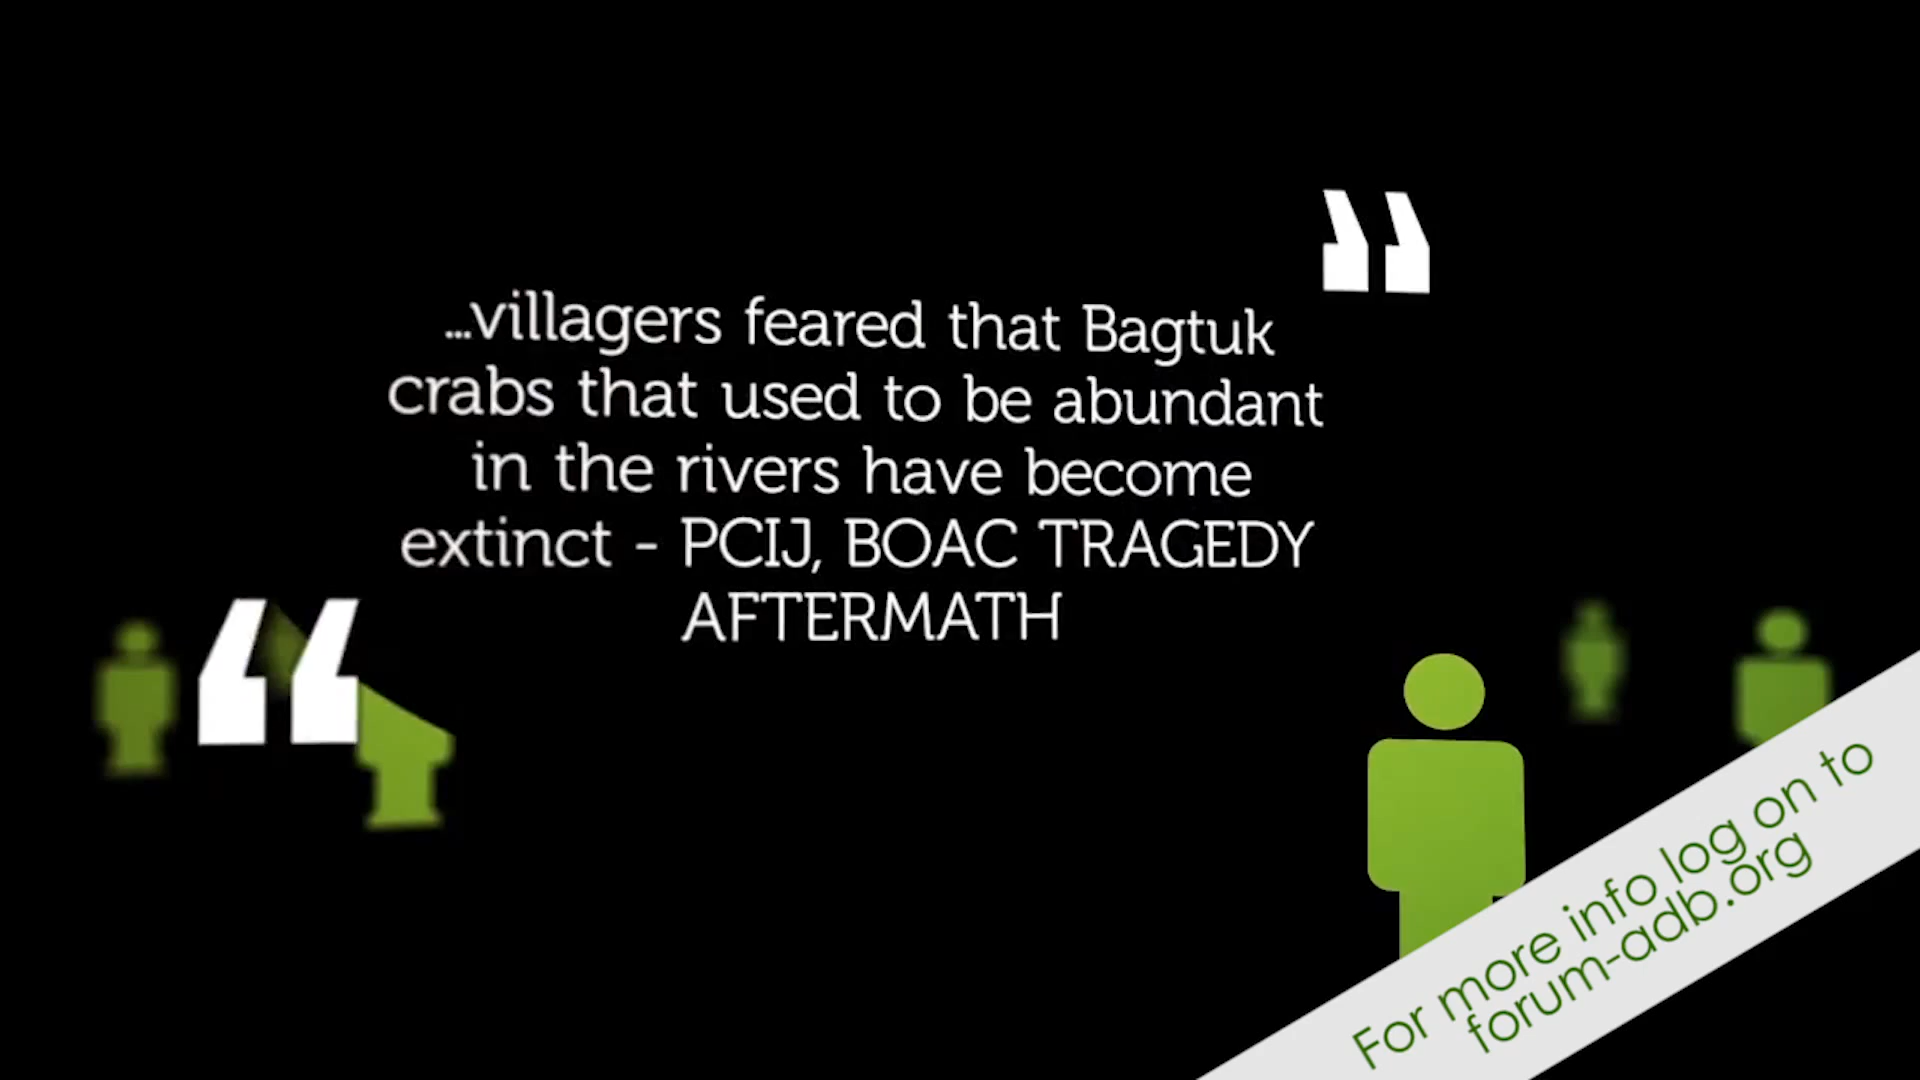 ...villagers feared that Bagtuk
crabs that used to be abundant
in the rivers have become
extinct - PCIJ, BOAC TRAGEDY
AFTERMATH
For more info log on to
forum-adb.org